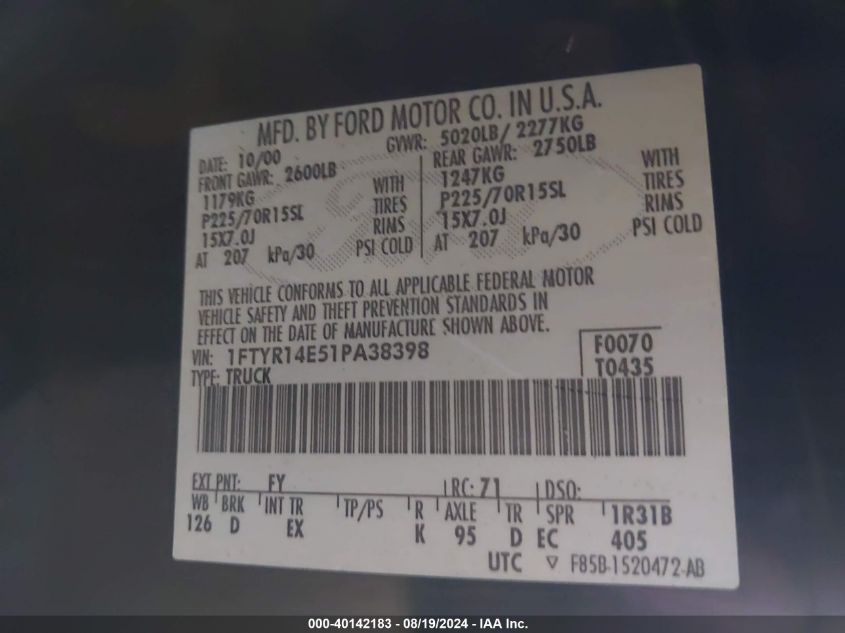 MFD. BY FORD MOTOR CO. IN U.S.A.
DATE: 10/00 GVWR: 5020LB/ 2277KG
FRONT GAWR: 2600LB REAR GAWR: 2750LB
1179KG WITH 1247KG WITH
P225/70R15SL TIRES P225/70R15SL TIRES
15X7.0J RIMS 15X7.0J RIMS
AT 207 kPa/30 PSI COLD AT 207 kPa/30 PSI COLD
THIS VEHICLE CONFORMS TO ALL APPLICABLE FEDERAL MOTOR
VEHICLE SAFETY AND THEFT PREVENTION STANDARDS IN
EFFECT ON THE DATE OF MANUFACTURE SHOWN ABOVE.
VIN: 1FTYR14E51PA38398 F0070
TYPE: TRUCK T0435
EXT PNT: FY RC: 71 DSO:
WB BRK INT TR TP/PS R AXLE TR SPR 1R31B
126 D EX K 95 D EC 405
UTC ▽ F85B-1520472-AB
000-40142183 - 08/19/2024 - IAA Inc.